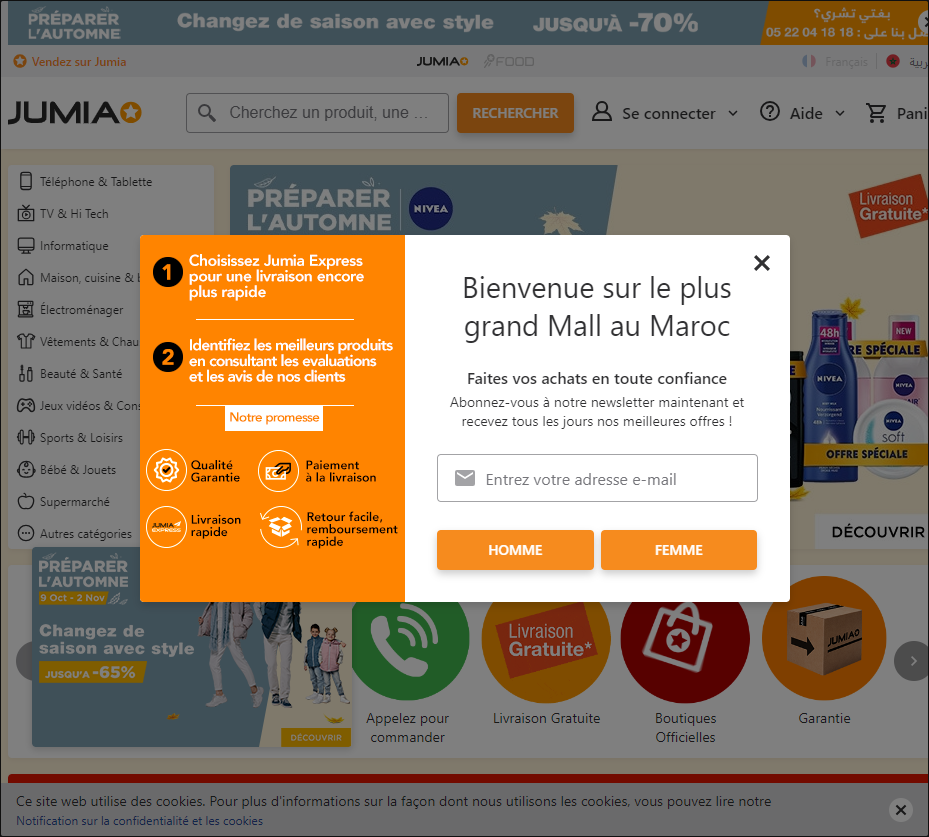 PRÉPARER
L'AUTOMNE
Changez de saison avec style
JUSQU'À -70%
بغتي تشري؟
05 22 04 18 18 : بنا على
Vendez sur Jumia
JUMIA
FOOD
Français
JUMIA
Cherchez un produit, une ...
RECHERCHER
Se connecter
Aide
Téléphone & Tablette
TV & Hi Tech
Informatique
Maison, cuisine &
Électroménager
Vêtements &
Beauté & Santé
Jeux vidéos &
Sports & Loisirs
Bébé & Jouets
Supermarché
Autres catégories
PRÉPARER
L'AUTOMNE
NIVEA
Livraison
Gratuite*
1 Choisissez Jumia Express
pour une livraison encore
plus rapide
2 Identifiez les meilleurs produits
en consultant les evaluations
et les avis de nos clients
Notre promesse
Qualité
Garantie
Paiement
à la livraison
JUMIA
EXPRESS
Livraison
rapide
Retour facile,
remboursement
rapide
Bienvenue sur le plus
grand Mall au Maroc
Faites vos achats en toute confiance
Abonnez-vous à notre newsletter maintenant et
recevez tous les jours nos meilleures offres !
Entrez votre adresse e-mail
HOMME
FEMME
48h
NIVEA
NEW
NIVEA
SPÉCIALE
NIVEA
soft
OFFRE SPÉCIALE
DÉCOUVRIR
PRÉPARER
L'AUTOMNE
9 Oct - 2 Nov
Changez de
saison avec style
JUSQU'À -65%
DÉCOUVRIR
Livraison
Gratuite*
JUMIA
Appelez pour
commander
Livraison Gratuite
Boutiques
Officielles
Garantie
Ce site web utilise des cookies. Pour plus d'informations sur la façon dont nous utilisons les cookies, vous pouvez lire notre
Notification sur la confidentialité et les cookies